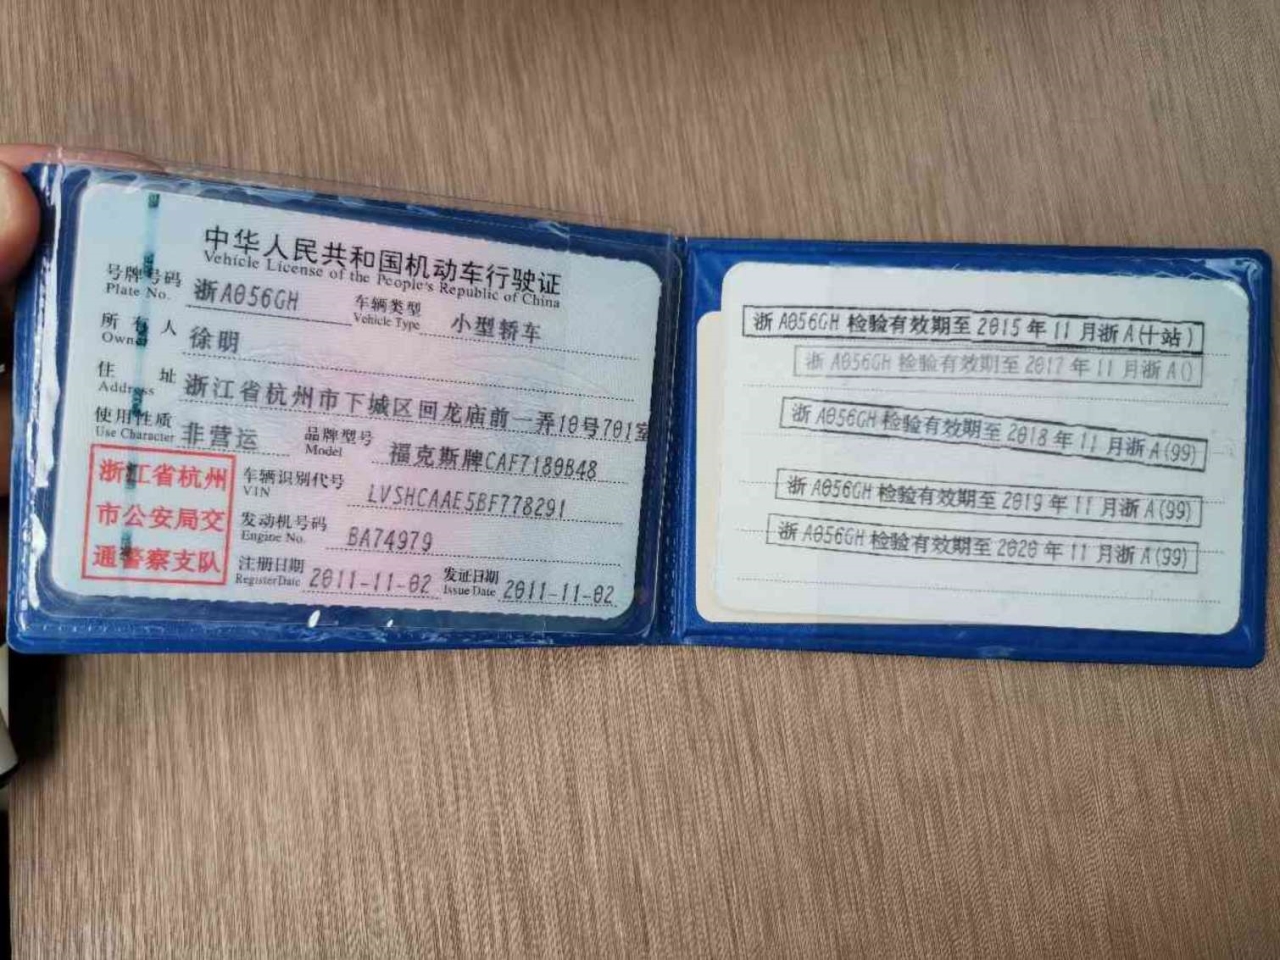 中华人民共和国机动车行驶证
Vehicle License of the People's Republic of China
号牌号码 浙A056GH 车辆类型 小型轿车
Plate No. Vehicle Type
所有人 徐明
Owner
住址 浙江省杭州市下城区回龙庙前一弄10号701室
Address
使用性质 非营运 品牌型号 福克斯牌CAF7180B48
Use Character Model
浙江省杭州
市公安局交
通警察支队
车辆识别代号 LVSHCAAE5BF778291
VIN
发动机号码 BA74979
Engine No.
注册日期 2011-11-02 发证日期 2011-11-02
Register Date Issue Date
浙A056GH检验有效期至2015年11月浙A(十站)
浙A056GH检验有效期至2017年11月浙A()
浙A056GH检验有效期至2018年11月浙A(99)
浙A056GH检验有效期至2019年11月浙A(99)
浙A056GH检验有效期至2020年11月浙A(99)